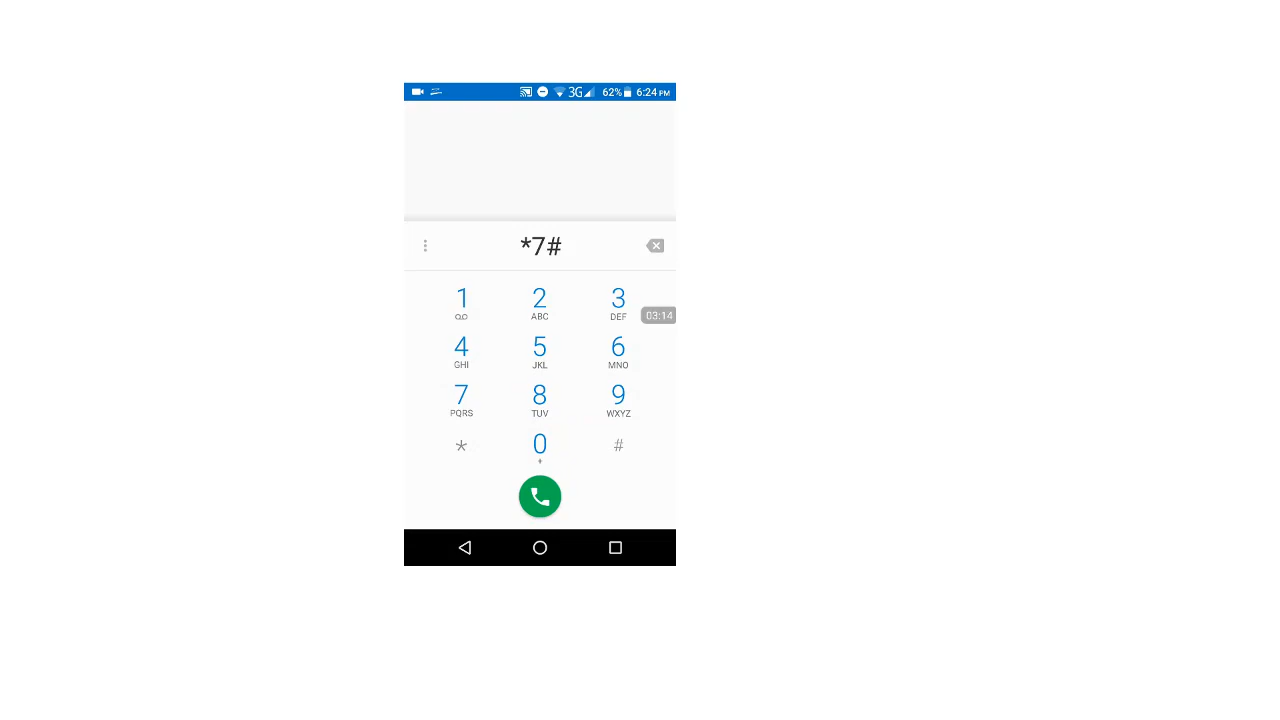 3G 62% 6:24 PM
*7#
1 2 3
ABC DEF
03:14
4 5 6
GHI JKL MNO
7 8 9
PQRS TUV WXYZ
* 0 #
+